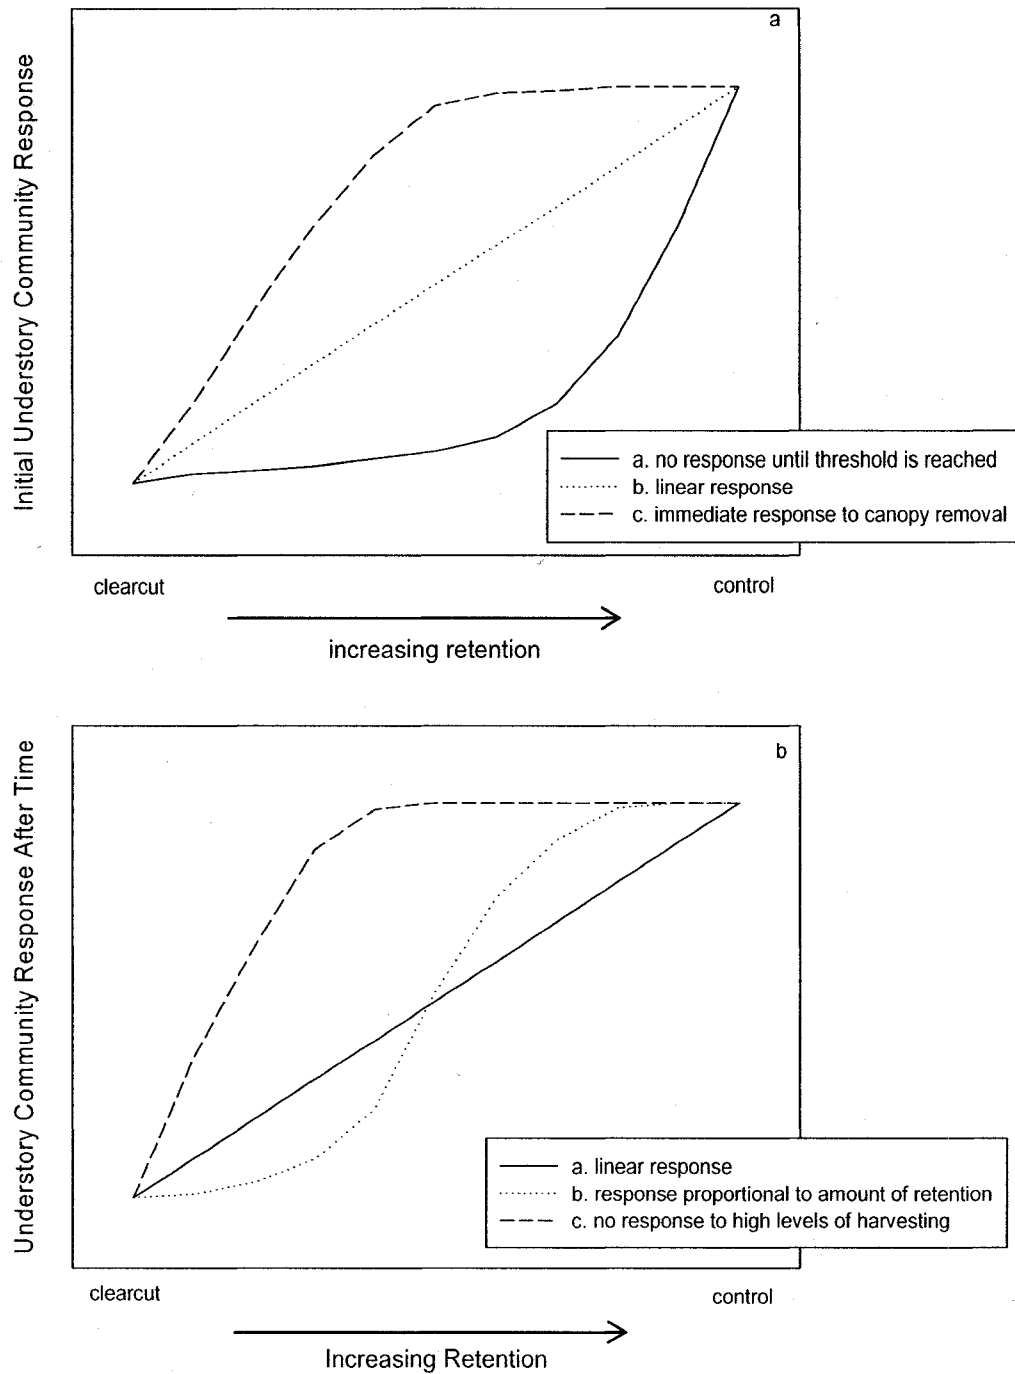 a
Initial Understory Community Response
a. no response until threshold is reached
b. linear response
c. immediate response to canopy removal
clearcut
control
increasing retention
b
Understory Community Response After Time
a. linear response
b. response proportional to amount of retention
c. no response to high levels of harvesting
clearcut
control
Increasing Retention